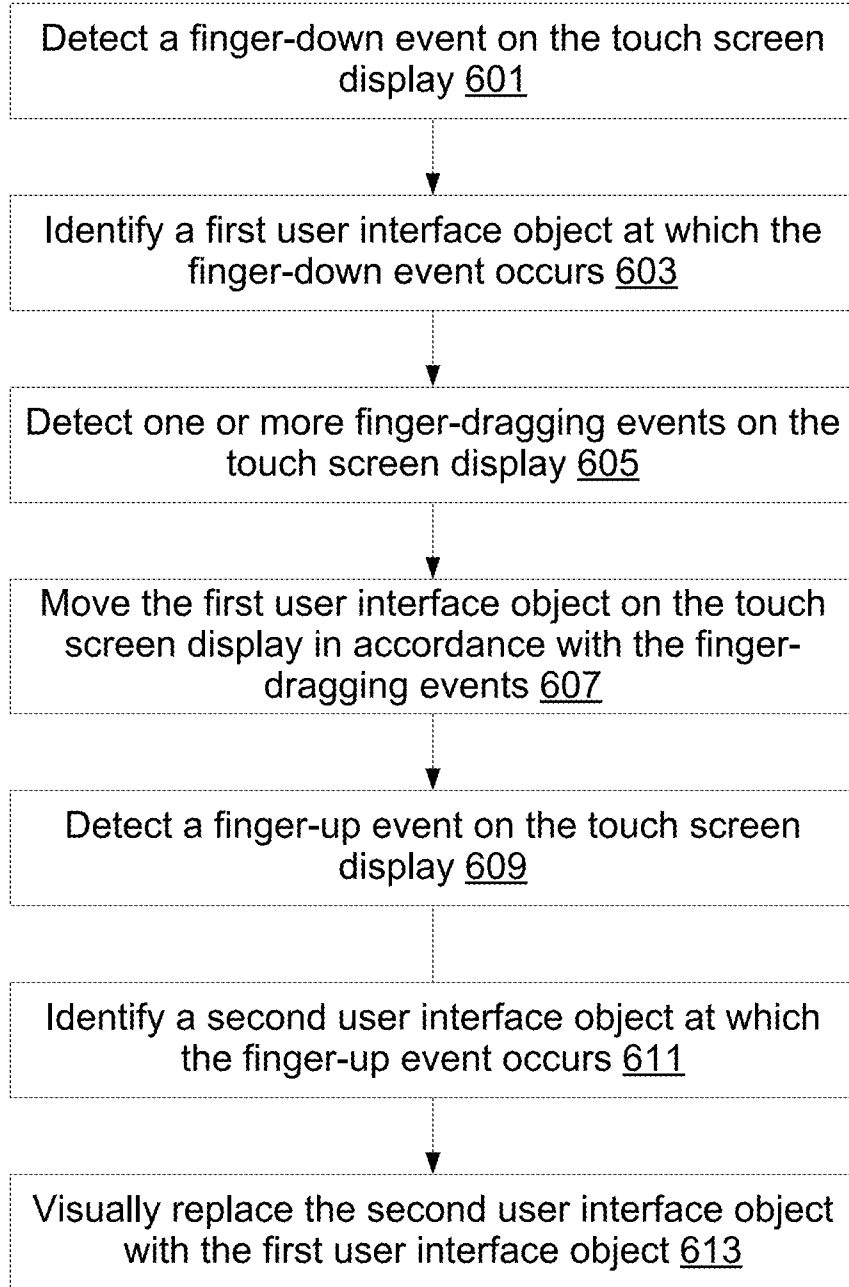 Detect a finger-down event on the touch screen
display 601
Identify a first user interface object at which the
finger-down event occurs 603
Detect one or more finger-dragging events on the
touch screen display 605
Move the first user interface object on the touch
screen display in accordance with the finger-
dragging events 607
Detect a finger-up event on the touch screen
display 609
Identify a second user interface object at which
the finger-up event occurs 611
Visually replace the second user interface object
with the first user interface object 613